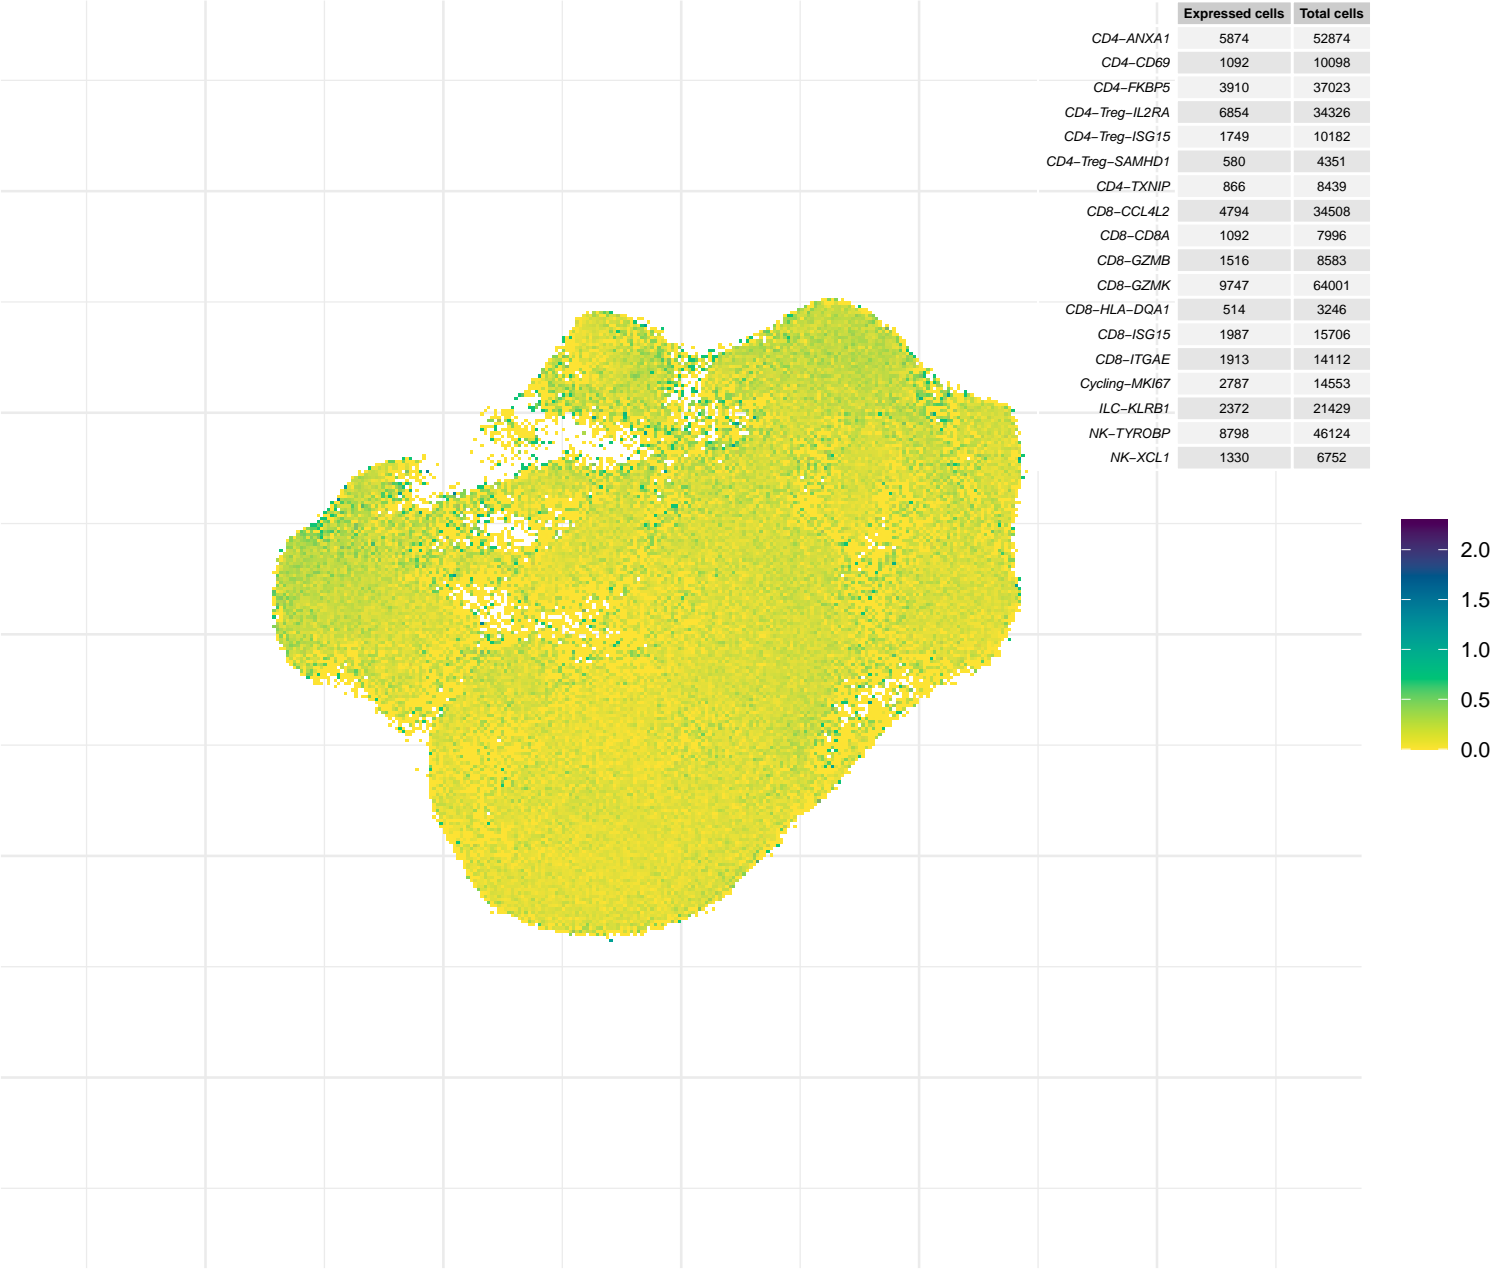 Expressed cells Total cells
CD4−ANXA1 5874 52874
CD4−CD69 1092 10098
CD4−FKBP5 3910 37023
CD4−Treg−IL2RA 6854 34326
CD4−Treg−ISG15 1749 10182
CD4−Treg−SAMHD1 580 4351
CD4−TXNIP 866 8439
CD8−CCL4L2 4794 34508
CD8−CD8A 1092 7996
CD8−GZMB 1516 8583
CD8−GZMK 9747 64001
CD8−HLA−DQA1 514 3246
CD8−ISG15 1987 15706
CD8−ITGAE 1913 14112
Cycling−MKI67 2787 14553
ILC−KLRB1 2372 21429
NK−TYROBP 8798 46124
NK−XCL1 1330 6752
2.0
1.5
1.0
0.5
0.0